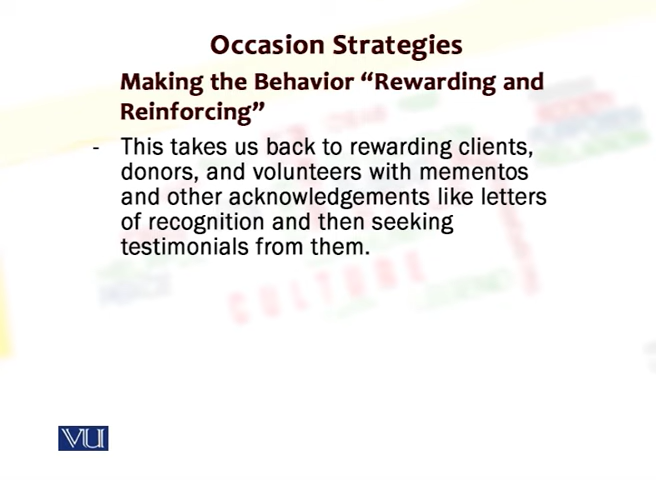 Occasion Strategies
Making the Behavior “Rewarding and
Reinforcing”
- This takes us back to rewarding clients,
donors, and volunteers with mementos
and other acknowledgements like letters
of recognition and then seeking
testimonials from them.
CULTURE
VU